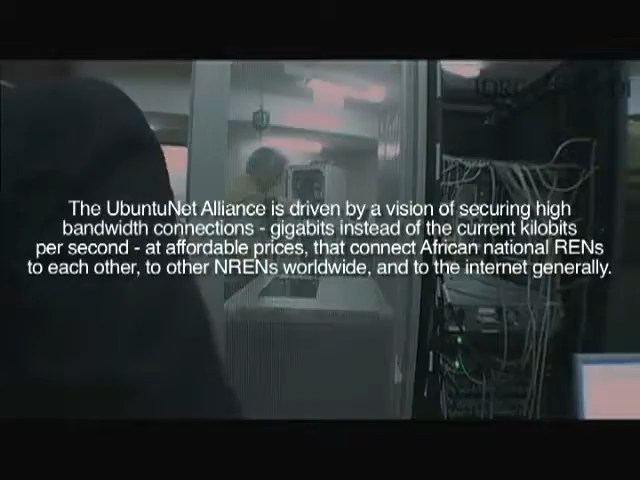 The UbuntuNet Alliance is driven by a vision of securing high
bandwidth connections - gigabits instead of the current kilobits
per second - at affordable prices, that connect African national RENs
to each other, to other NRENs worldwide, and to the internet generally.